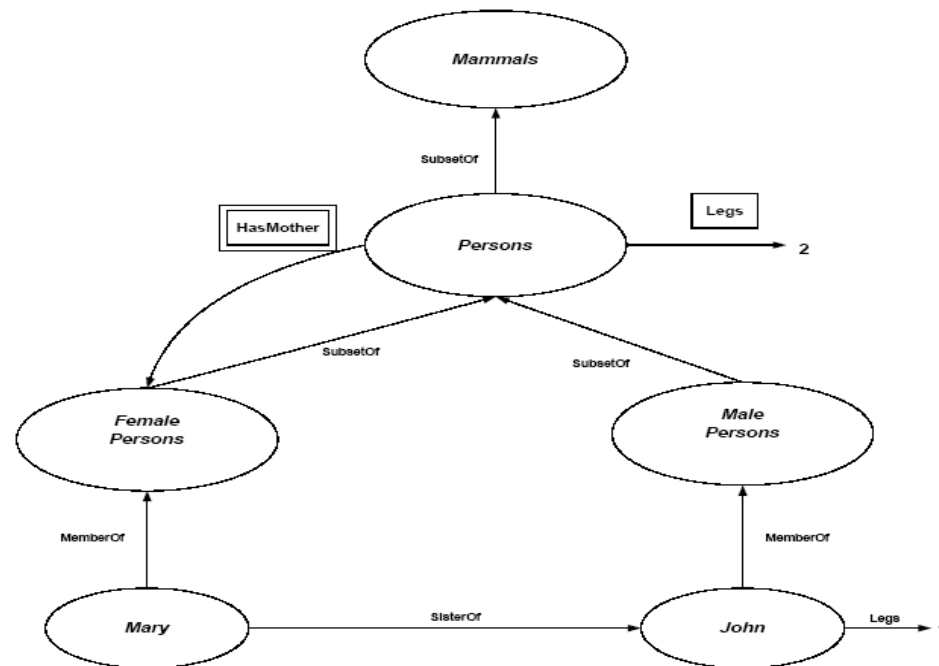 Mammals
SubsetOf
HasMother
Legs
Persons
2
SubsetOf
SubsetOf
Female
Persons
Male
Persons
MemberOf
MemberOf
Mary
SisterOf
John
Legs